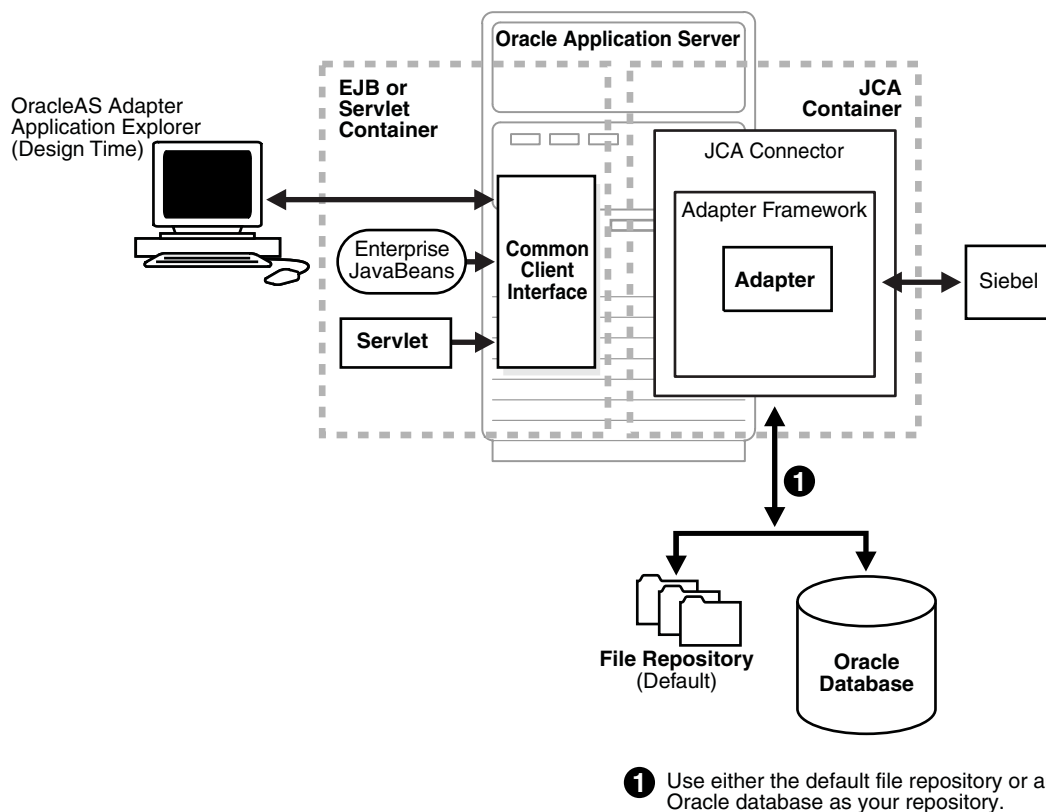 Oracle Application Server
EJB or
Servlet
Container
JCA
Container
OracleAS Adapter
Application Explorer
(Design Time)
JCA Connector
Adapter Framework
Adapter
Enterprise
JavaBeans
Common
Client
Interface
Servlet
Siebel
1
File Repository
(Default)
Oracle
Database
1 Use either the default file repository or a
Oracle database as your repository.